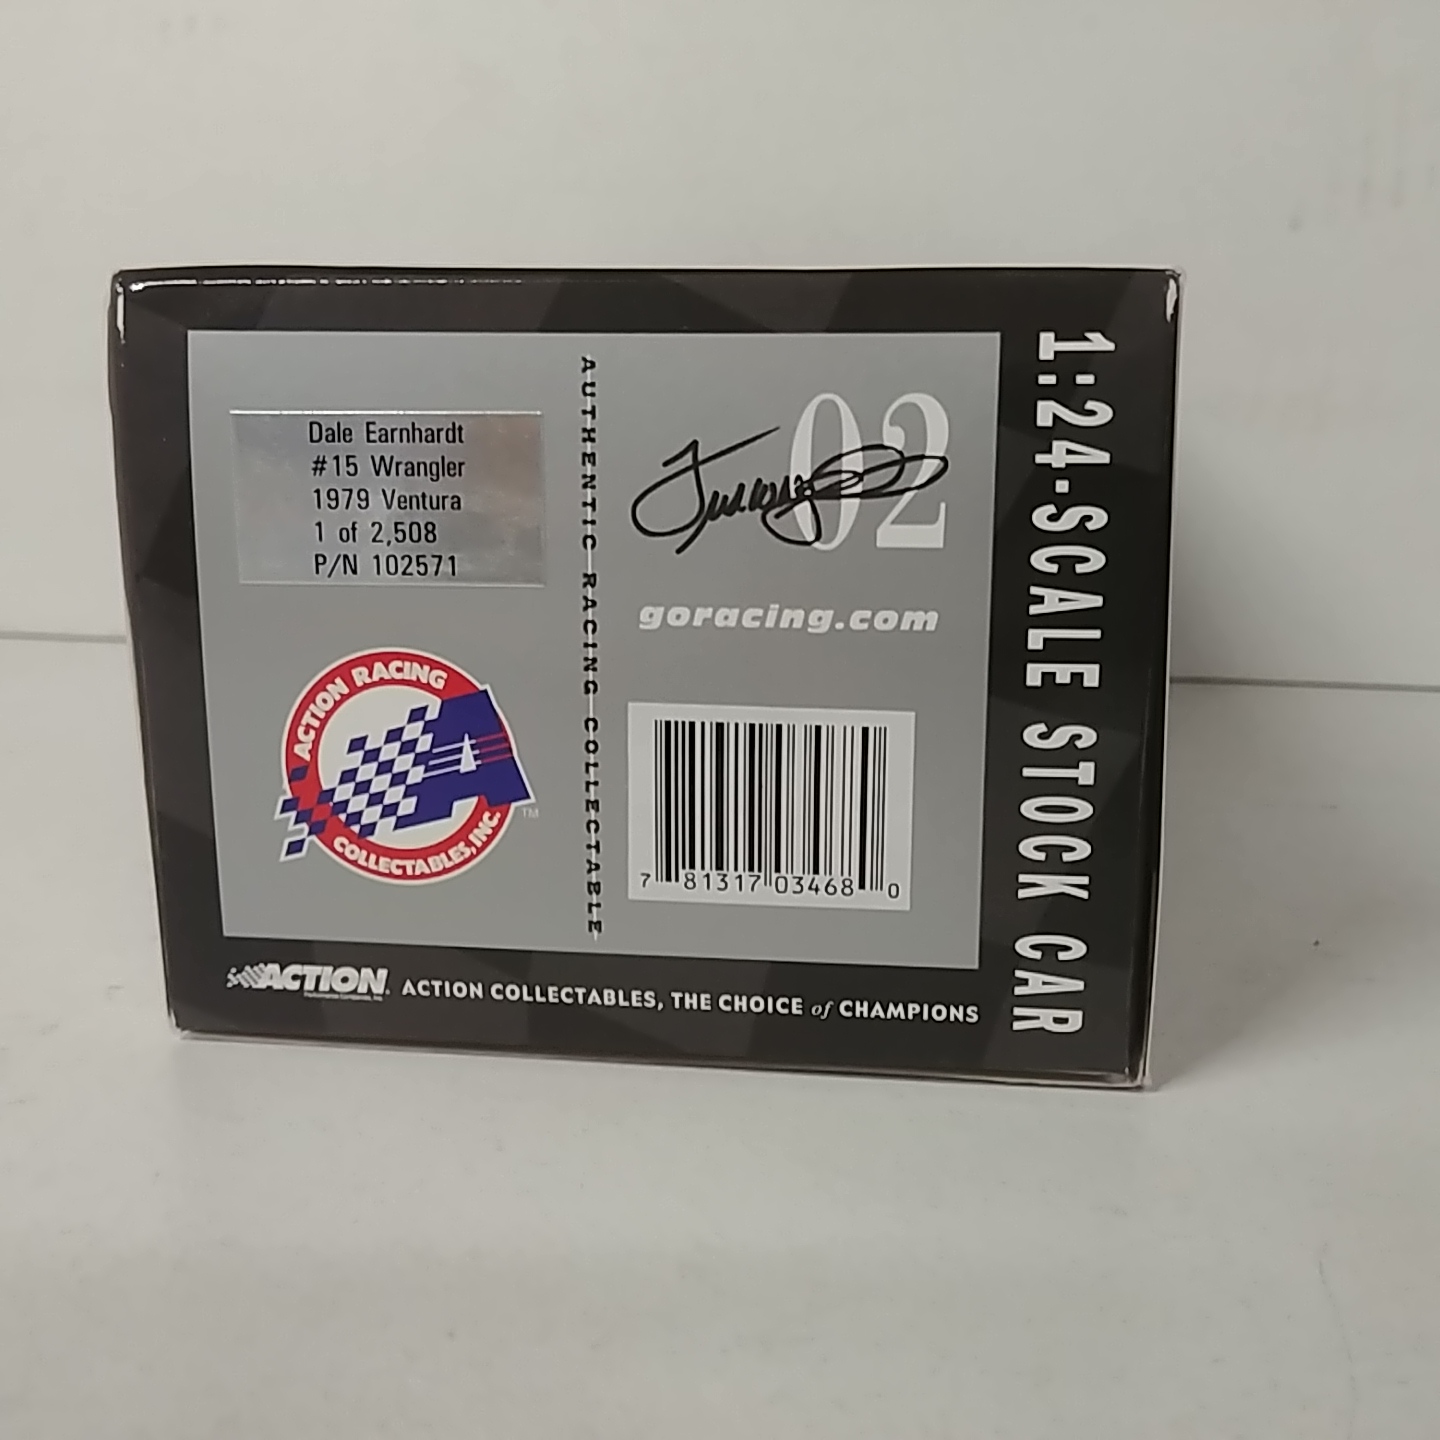 Dale Earnhardt
#15 Wrangler
1979 Ventura
1 of 2,508
P/N 102571
ACTION RACING
COLLECTABLES, INC.
TM
AUTHENTIC RACING COLLECTABLE
02
goracing.com
7 81317 03468 0
1:24-SCALE STOCK CAR
ACTION
ACTION COLLECTABLES, THE CHOICE of CHAMPIONS